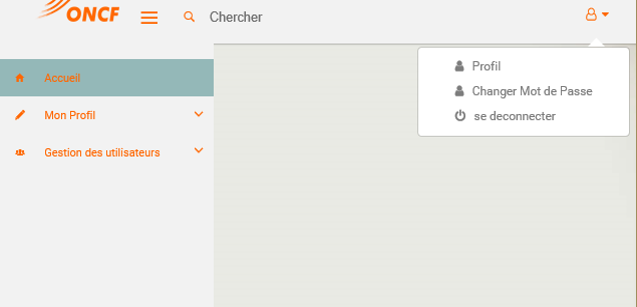 ONCF
Chercher
Profil
Changer Mot de Passe
se deconnecter
Accueil
Mon Profil
Gestion des utilisateurs